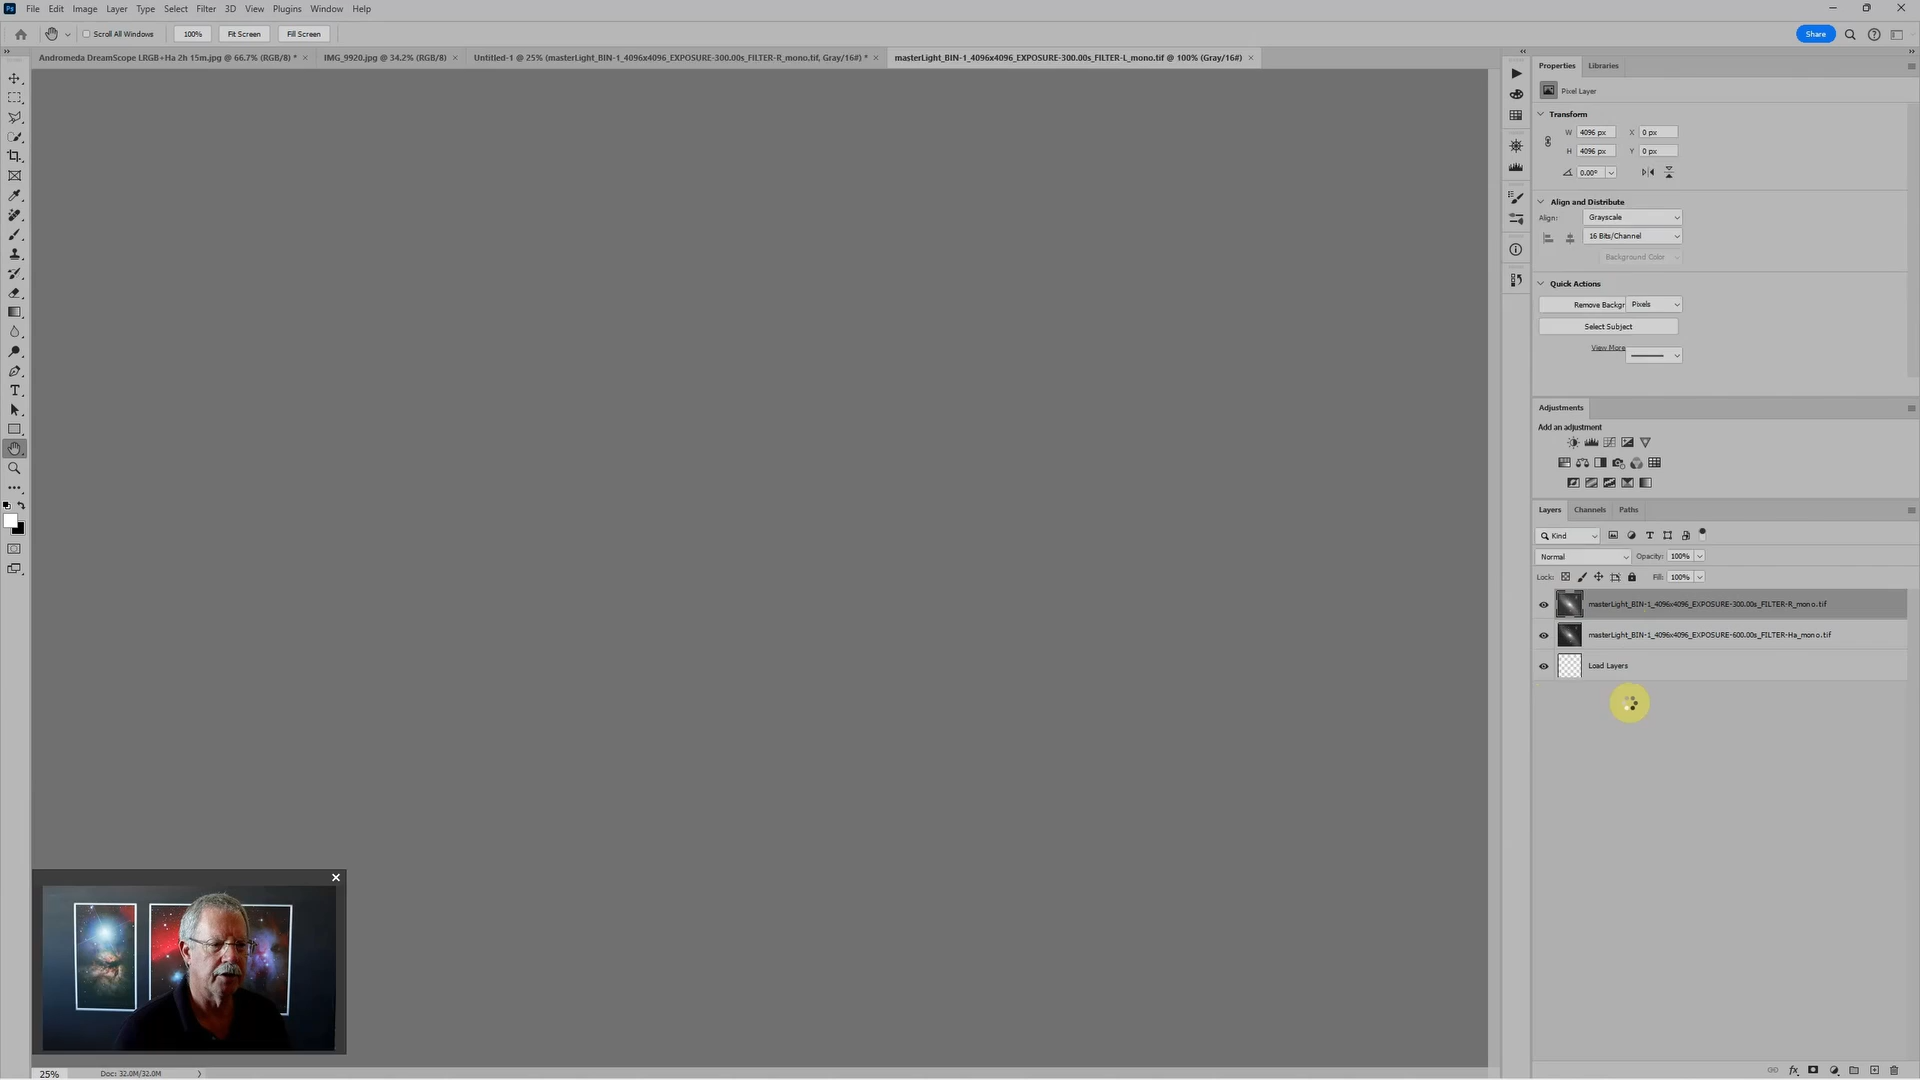 Ps File Edit Image Layer Type Select Filter 3D View Plugins Window Help
Scroll All Windows 100% Fit Screen Fill Screen Share
Andromeda DreamScope LRGB+Ha 2h 15m.jpg @ 66.7% (RGB/8) * × IMG_9920.jpg @ 34.2% (RGB/8) × Untitled-1 @ 25% (masterLight_BIN-1_4096x4096_EXPOSURE-300.00s_FILTER-R_mono.tif, Gray/16#) * × masterLight_BIN-1_4096x4096_EXPOSURE-300.00s_FILTER-L_mono.tif @ 100% (Gray/16#) ×
Properties Libraries
Pixel Layer
Transform
W 4096 px X 0 px
H 4096 px Y 0 px
0.00°
Align and Distribute
Align: Grayscale
16 Bits/Channel
Background Color
Quick Actions
Remove Backgr Pixels
Select Subject
View More
Adjustments
Add an adjustment
Layers Channels Paths
Kind
Normal Opacity: 100%
Lock: Fill: 100%
masterLight_BIN-1_4096x4096_EXPOSURE-300.00s_FILTER-R_mono.tif
masterLight_BIN-1_4096x4096_EXPOSURE-600.00s_FILTER-Ha_mono.tif
Load Layers
25% Doc: 32.0M/32.0M